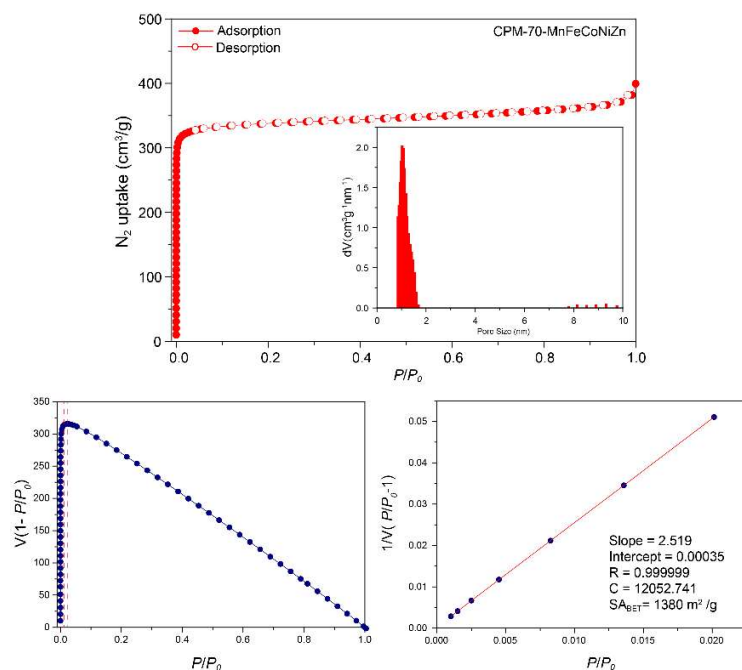 500
400
300
200
100
0
N2 uptake (cm3/g)
Adsorption
Desorption
CPM-70-MnFeCoNiZn
0.0 0.2 0.4 0.6 0.8 1.0
P/P0
2.0
1.5
1.0
0.5
0.0
dV(cm3g-1nm-1)
0 2 4 6 8 10
Pore Size (nm)
350
300
250
200
150
100
50
0
V(1- P/P0)
0.0 0.2 0.4 0.6 0.8 1.0
P/P0
0.05
0.04
0.03
0.02
0.01
0.00
1/V( P/P0-1)
Slope = 2.519
Intercept = 0.00035
R = 0.999999
C = 12052.741
SABET= 1380 m2 /g
0.000 0.005 0.010 0.015 0.020
P/P0